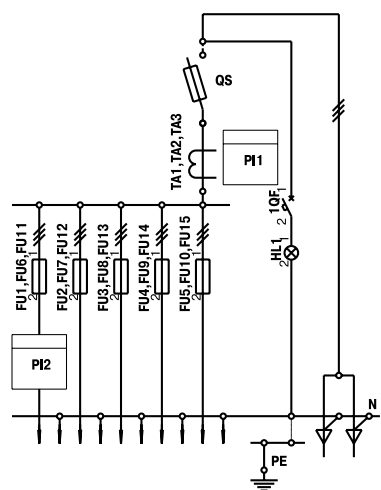 QS
TA1,TA2,TA3
PI1
1QF
1
2
HL1
1
2
FU1,FU6,FU11
1
2
FU2,FU7,FU12
1
2
FU3,FU8,FU13
1
2
FU4,FU9,FU14
1
2
FU5,FU10,FU15
1
2
PI2
N
PE